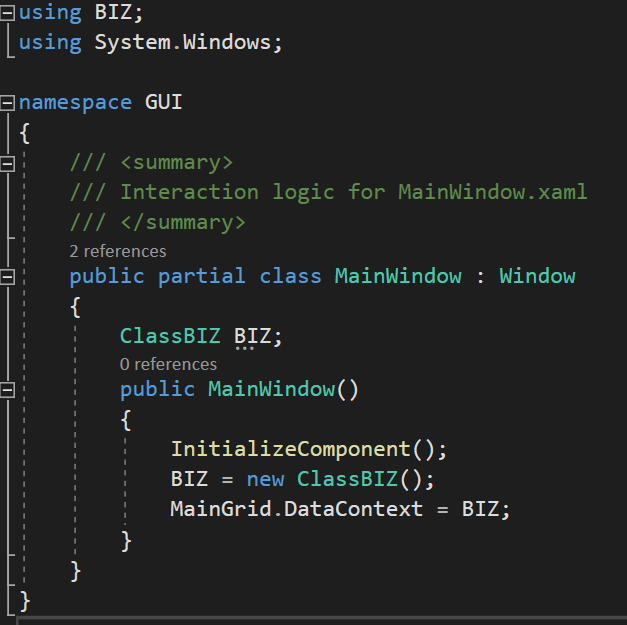 using BIZ;
using System.Windows;
namespace GUI
{
/// <summary>
/// Interaction logic for MainWindow.xaml
/// </summary>
2 references
public partial class MainWindow : Window
{
ClassBIZ BIZ;
0 references
public MainWindow()
{
InitializeComponent();
BIZ = new ClassBIZ();
MainGrid.DataContext = BIZ;
}
}
}